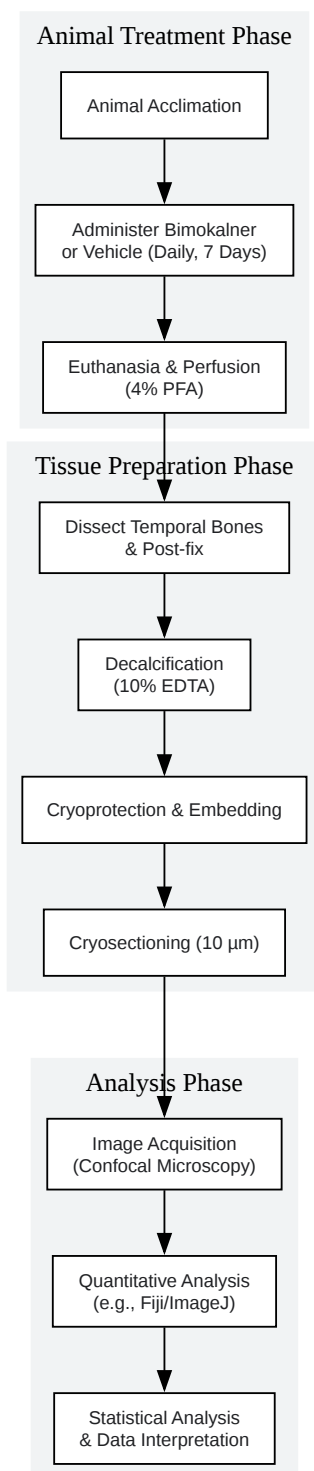 Animal Treatment Phase
Animal Acclimation
Administer Bimokalner
or Vehicle (Daily, 7 Days)
Euthanasia & Perfusion
(4% PFA)
Tissue Preparation Phase
Dissect Temporal Bones
& Post-fix
Decalcification
(10% EDTA)
Cryoprotection & Embedding
Cryosectioning (10 µm)
Analysis Phase
Image Acquisition
(Confocal Microscopy)
Quantitative Analysis
(e.g., Fiji/ImageJ)
Statistical Analysis
& Data Interpretation